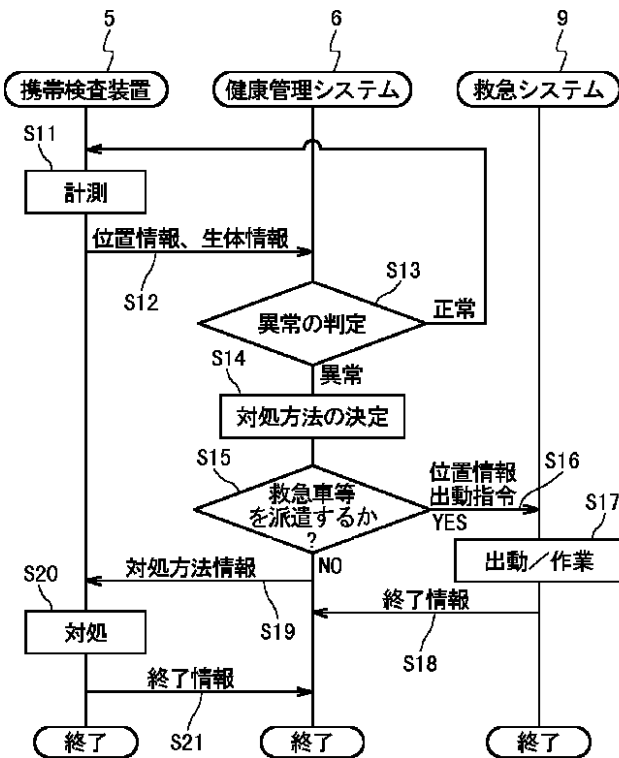 5
6
9
携帯検査装置
健康管理システム
救急システム
S11
計測
位置情報、生体情報
S12
S13
異常の判定
正常
異常
S14
対処方法の決定
S15
救急車等
を派遣するか
?
位置情報
出動指令
S16
YES
NO
S17
出動/作業
対処方法情報
S19
S20
対処
終了情報
S18
終了情報
S21
終了
終了
終了